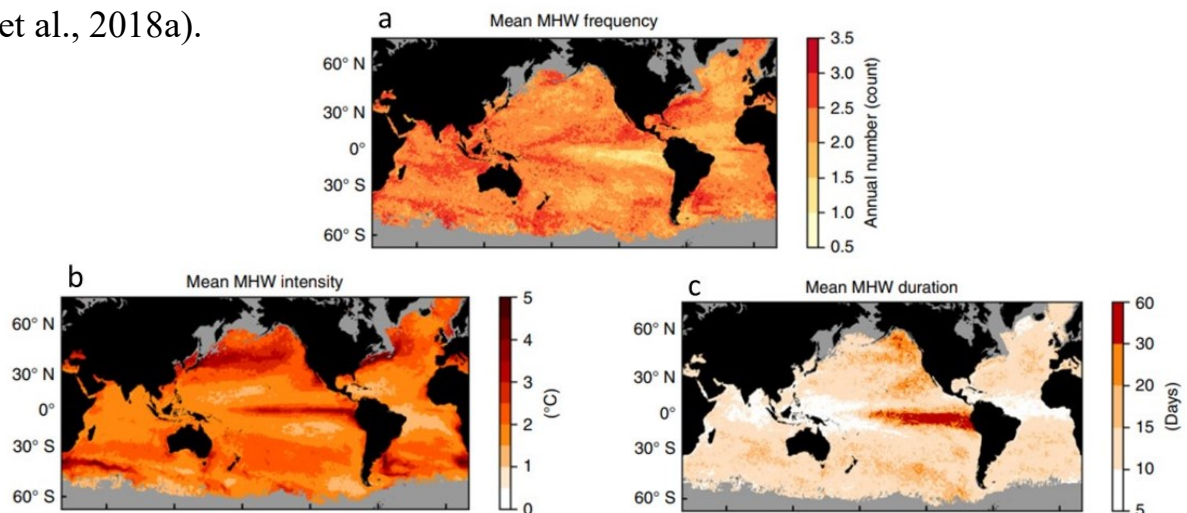 et al., 2018a).
a
Mean MHW frequency
60° N
30° N
0°
30° S
60° S
3.5
3.0
2.5
2.0
1.5
1.0
0.5
Annual number (count)
b
Mean MHW intensity
60° N
30° N
0°
30° S
60° S
5
4
3
2
1
0
(°C)
c
Mean MHW duration
60° N
30° N
0°
30° S
60° S
60
30
20
15
10
5
(Days)